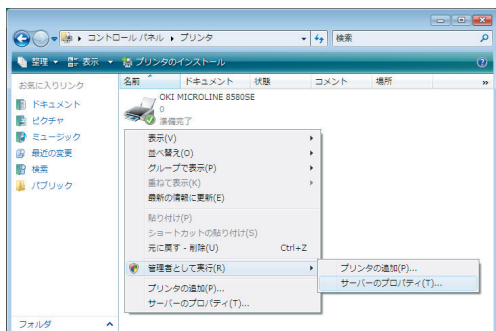 コントロール パネル ▸ プリンタ
検索
整理 表示 プリンタのインストール
お気に入りリンク
ドキュメント
ピクチャ
ミュージック
最近の変更
検索
パブリック
フォルダ
名前 ドキュメント 状態 コメント 場所 »
OKI MICROLINE 8580SE
0
準備完了
表示(V)
並べ替え(O)
グループで表示(P)
重ねて表示(K)
最新の情報に更新(E)
貼り付け(P)
ショートカットの貼り付け(S)
元に戻す - 削除(U) Ctrl+Z
管理者として実行(R)
プリンタの追加(P)...
サーバーのプロパティ(T)...
プリンタの追加(P)...
サーバーのプロパティ(T)...